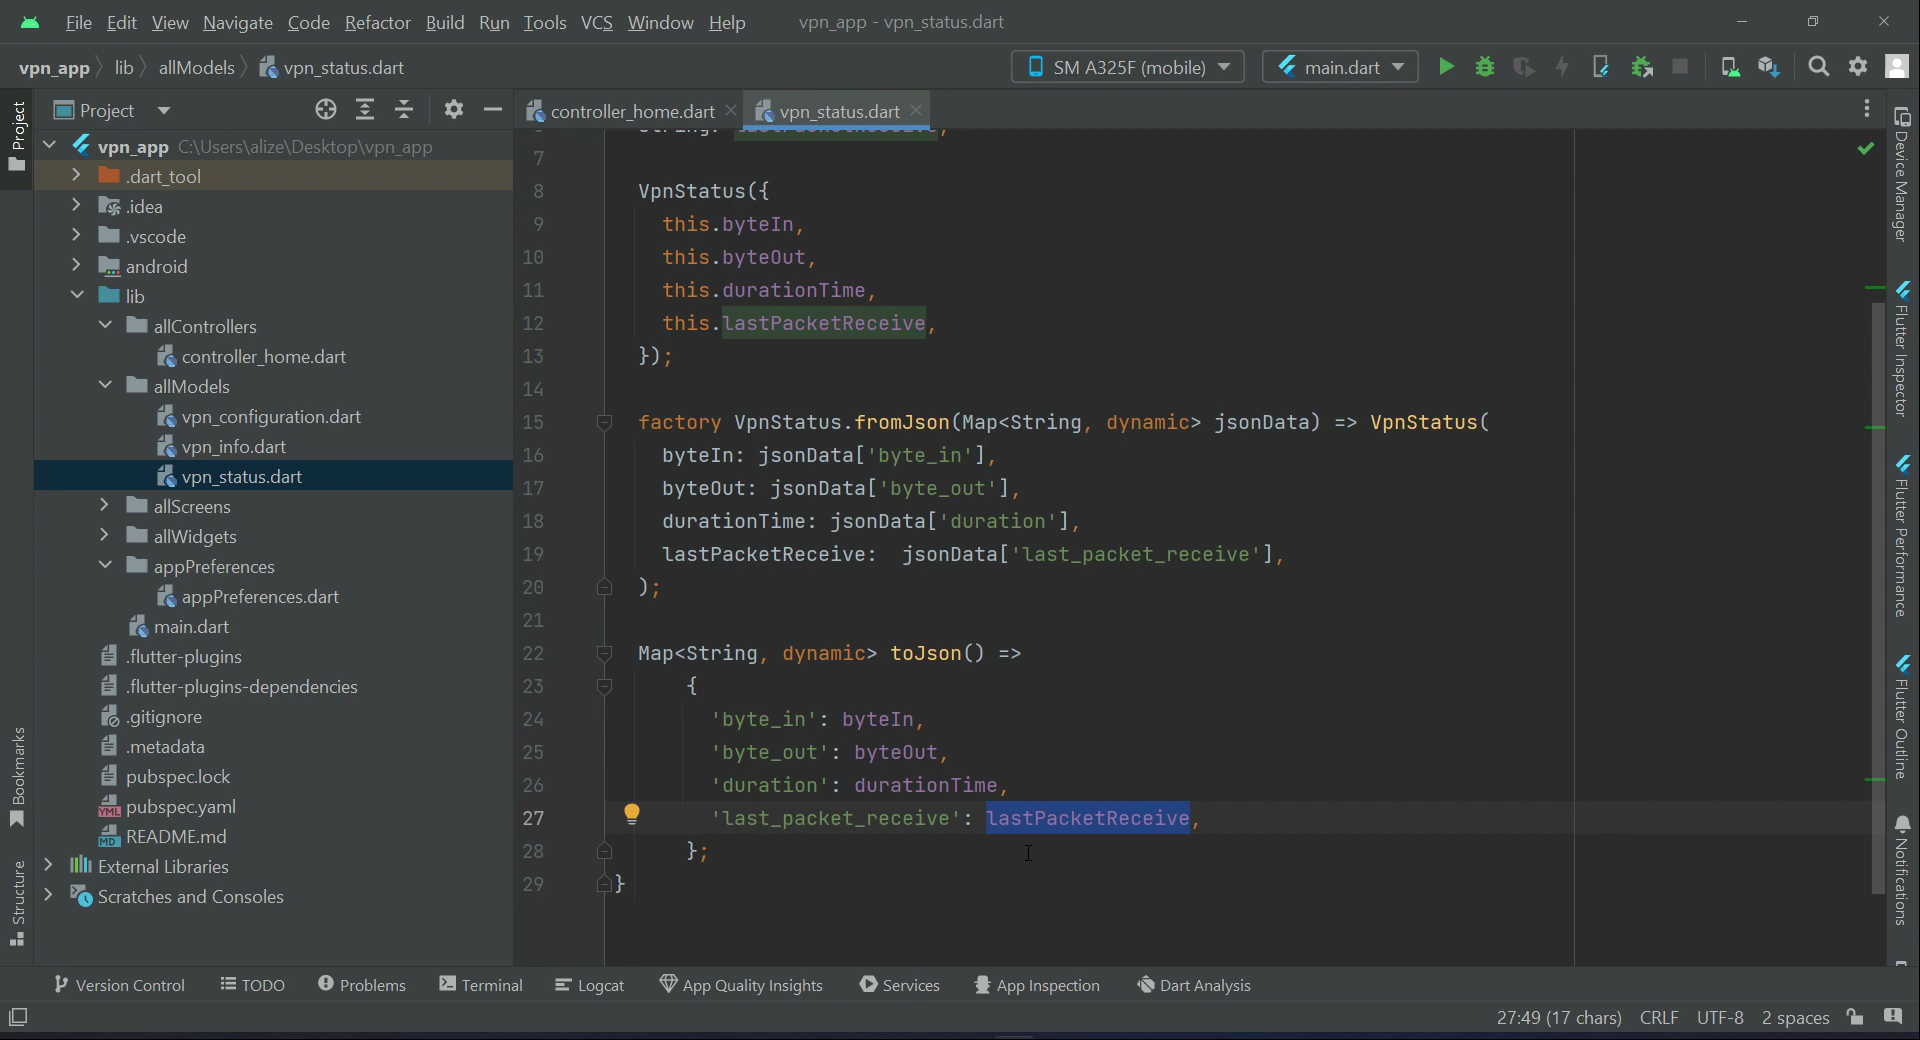 File Edit View Navigate Code Refactor Build Run Tools VCS Window Help vpn_app - vpn_status.dart
vpn_app lib allModels vpn_status.dart SM A325F (mobile) main.dart
Project
controller_home.dart vpn_status.dart
vpn_app C:\Users\alize\Desktop\vpn_app
.dart_tool
.idea
.vscode
android
lib
allControllers
controller_home.dart
allModels
vpn_configuration.dart
vpn_info.dart
vpn_status.dart
allScreens
allWidgets
appPreferences
appPreferences.dart
main.dart
.flutter-plugins
.flutter-plugins-dependencies
.gitignore
.metadata
pubspec.lock
pubspec.yaml
README.md
External Libraries
Scratches and Consoles
7
8 VpnStatus({
9 this.byteIn,
10 this.byteOut,
11 this.durationTime,
12 this.lastPacketReceive,
13 });
14
15 factory VpnStatus.fromJson(Map<String, dynamic> jsonData) => VpnStatus(
16 byteIn: jsonData['byte_in'],
17 byteOut: jsonData['byte_out'],
18 durationTime: jsonData['duration'],
19 lastPacketReceive:  jsonData['last_packet_receive'],
20 );
21
22 Map<String, dynamic> toJson() =>
23 {
24 'byte_in': byteIn,
25 'byte_out': byteOut,
26 'duration': durationTime,
27 'last_packet_receive': lastPacketReceive,
28 };
29 }
Project
Bookmarks
Structure
Device Manager
Flutter Inspector
Flutter Performance
Flutter Outline
Notifications
Version Control TODO Problems Terminal Logcat App Quality Insights Services App Inspection Dart Analysis
27:49 (17 chars) CRLF UTF-8 2 spaces